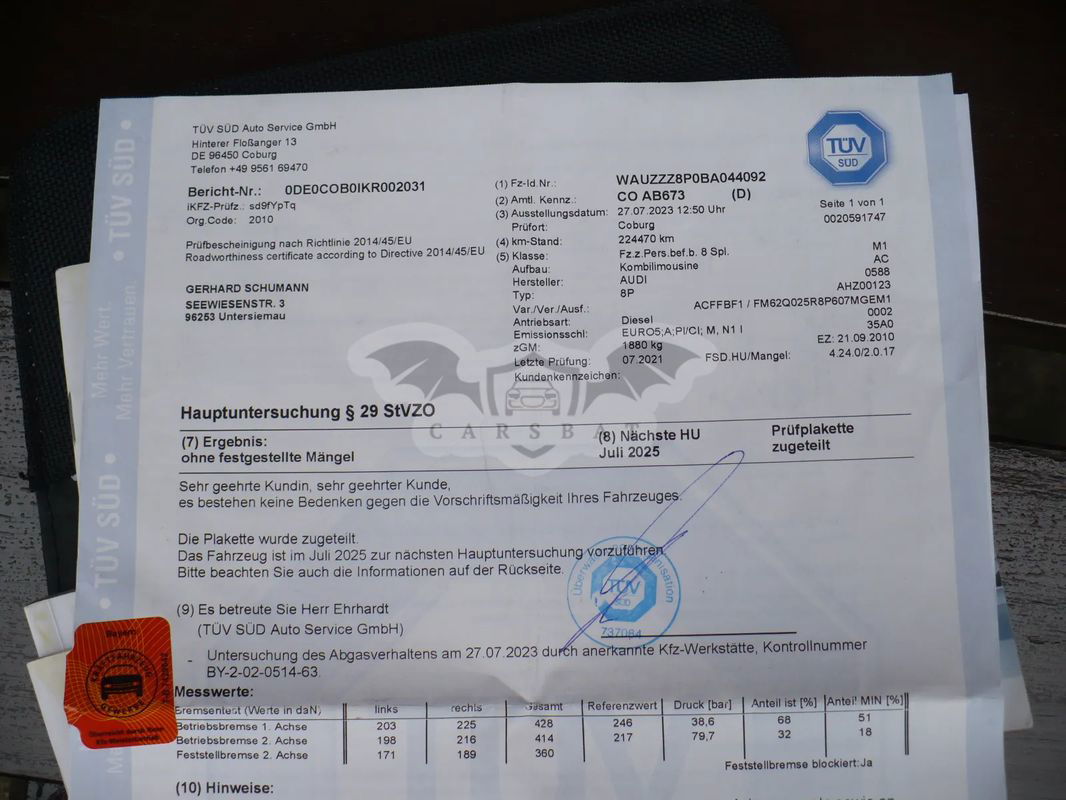 TÜV SÜD Auto Service GmbH
Hinterer Floßanger 13
DE 96450 Coburg
Telefon +49 9561 69470
Bericht-Nr.: 0DE0COB0IKR002031
iKFZ-Prüfz.: sd9fYpTq
Org.Code: 2010
Prüfbescheinigung nach Richtlinie 2014/45/EU
Roadworthiness certificate according to Directive 2014/45/EU
GERHARD SCHUMANN
SEEWIESENSTR. 3
96253 Untersiemau
(1) Fz-Id.Nr.: WAUZZZ8P0BA044092
(2) Amtl. Kennz.: CO AB673 (D)
(3) Ausstellungsdatum: 27.07.2023 12:50 Uhr
Prüfort: Coburg
(4) km-Stand: 224470 km
(5) Klasse: Fz.z.Pers.bef.b. 8 Spl. M1
Aufbau: Kombilimousine AC
Hersteller: AUDI 0588
Typ: 8P AHZ00123
Var./Ver./Ausf.: ACFFBF1 / FM62Q025R8P607MGEM1
Antriebsart: Diesel 0002
Emissionsschl: EURO5;A;PI/CI; M, N1 I 35A0
zGM: 1880 kg EZ: 21.09.2010
Letzte Prüfung: 07.2021 FSD.HU/Mangel: 4.24.0/2.0.17
Kundenkennzeichen:
TÜV
SÜD
Seite 1 von 1
0020591747
Hauptuntersuchung § 29 StVZO
(7) Ergebnis:
ohne festgestellte Mängel
(8) Nächste HU
Juli 2025
Prüfplakette
zugeteilt
CARSBAT
Sehr geehrte Kundin, sehr geehrter Kunde,
es bestehen keine Bedenken gegen die Vorschriftsmäßigkeit Ihres Fahrzeuges.
Die Plakette wurde zugeteilt.
Das Fahrzeug ist im Juli 2025 zur nächsten Hauptuntersuchung vorzuführen.
Bitte beachten Sie auch die Informationen auf der Rückseite.
TÜV
SÜD
737064
(9) Es betreute Sie Herr Ehrhardt
(TÜV SÜD Auto Service GmbH)
- Untersuchung des Abgasverhaltens am 27.07.2023 durch anerkannte Kfz-Werkstätte, Kontrollnummer
BY-2-02-0514-63.
Messwerte:
Bremsentest (Werte in daN) links rechts Gesamt Referenzwert Druck [bar] Anteil ist [%] Anteil MIN [%]
Betriebsbremse 1. Achse 203 225 428 246 38,6 68 51
Betriebsbremse 2. Achse 198 216 414 217 79,7 32 18
Feststellbremse 2. Achse 171 189 360
Feststellbremse blockiert:Ja
(10) Hinweise:
Mehr Wert.
Mehr Vertrauen.
TÜV SÜD
TÜV SÜD
Bayern
KRAFTFAHRZEUG
GEWERBE